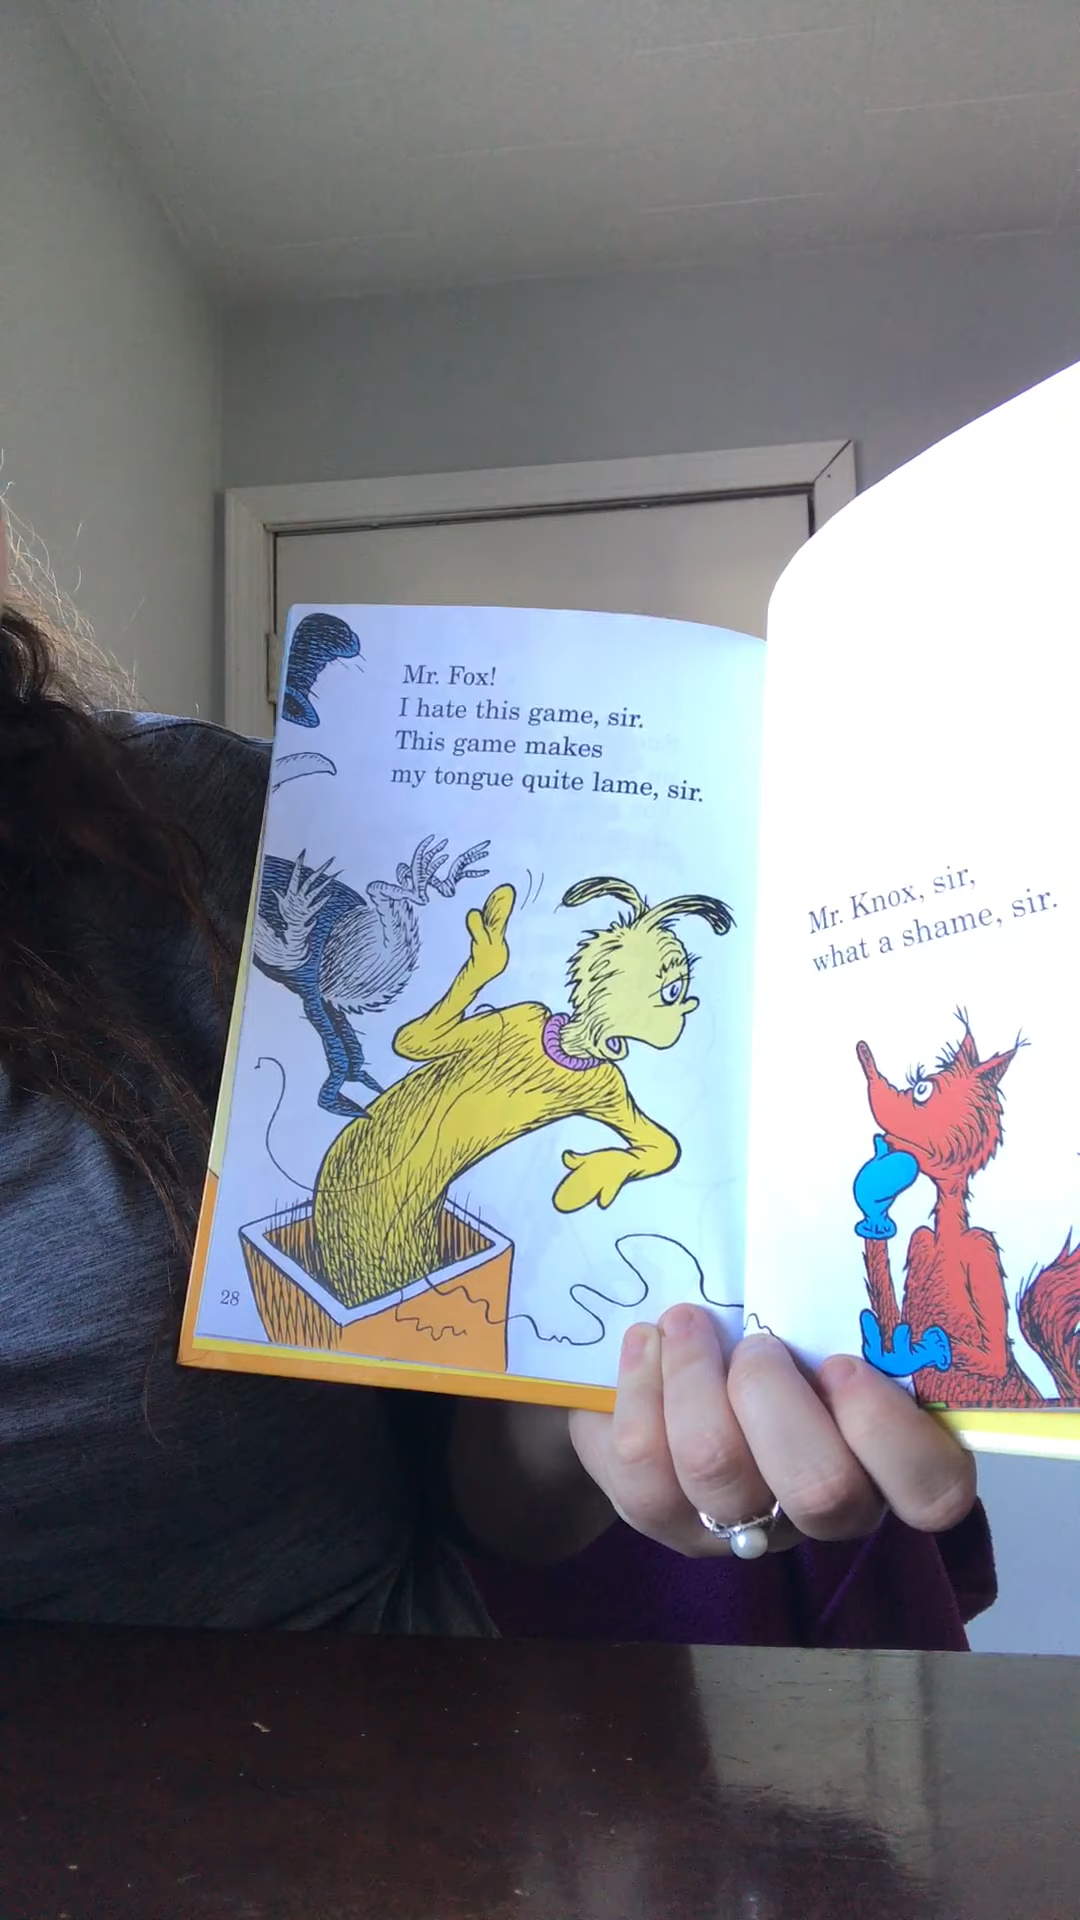 Mr. Fox!
I hate this game, sir.
This game makes
my tongue quite lame, sir.
28
Mr. Knox, sir,
what a shame, sir.